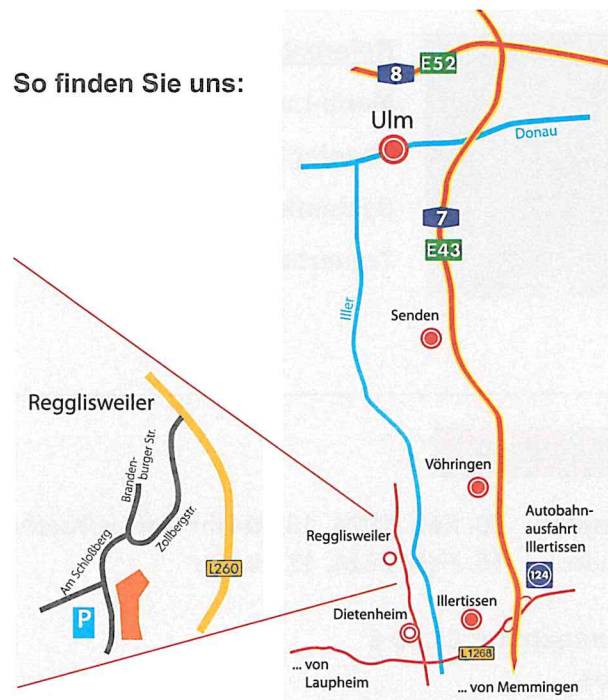 So finden Sie uns:
8
E52
Ulm
Donau
7
E43
Iller
Senden
Vöhringen
Autobahn-
ausfahrt
Illertissen
124
Regglisweiler
Dietenheim
Illertissen
L1268
... von
Laupheim
... von Memmingen
Regglisweiler
Branden-
burger Str.
Zollbergstr.
Am Schloßberg
L260
P